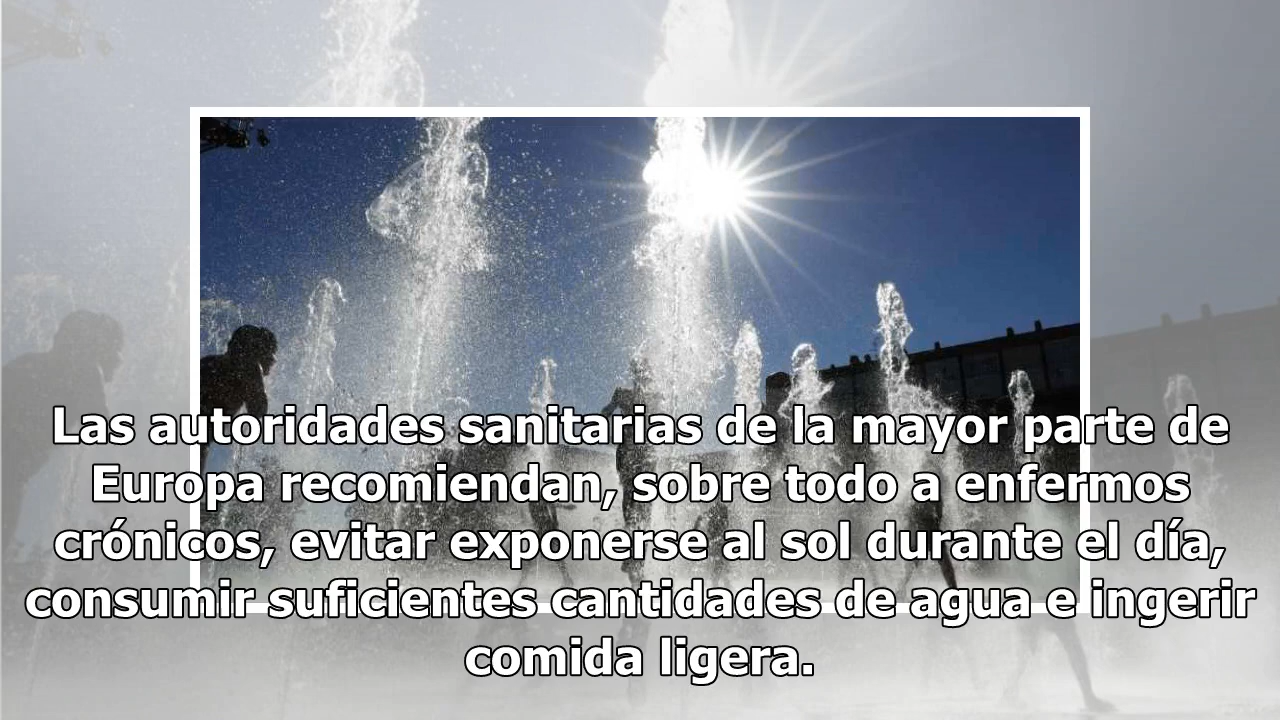 Las autoridades sanitarias de la mayor parte de
Europa recomiendan, sobre todo a enfermos
crónicos, evitar exponerse al sol durante el día,
consumir suficientes cantidades de agua e ingerir
comida ligera.